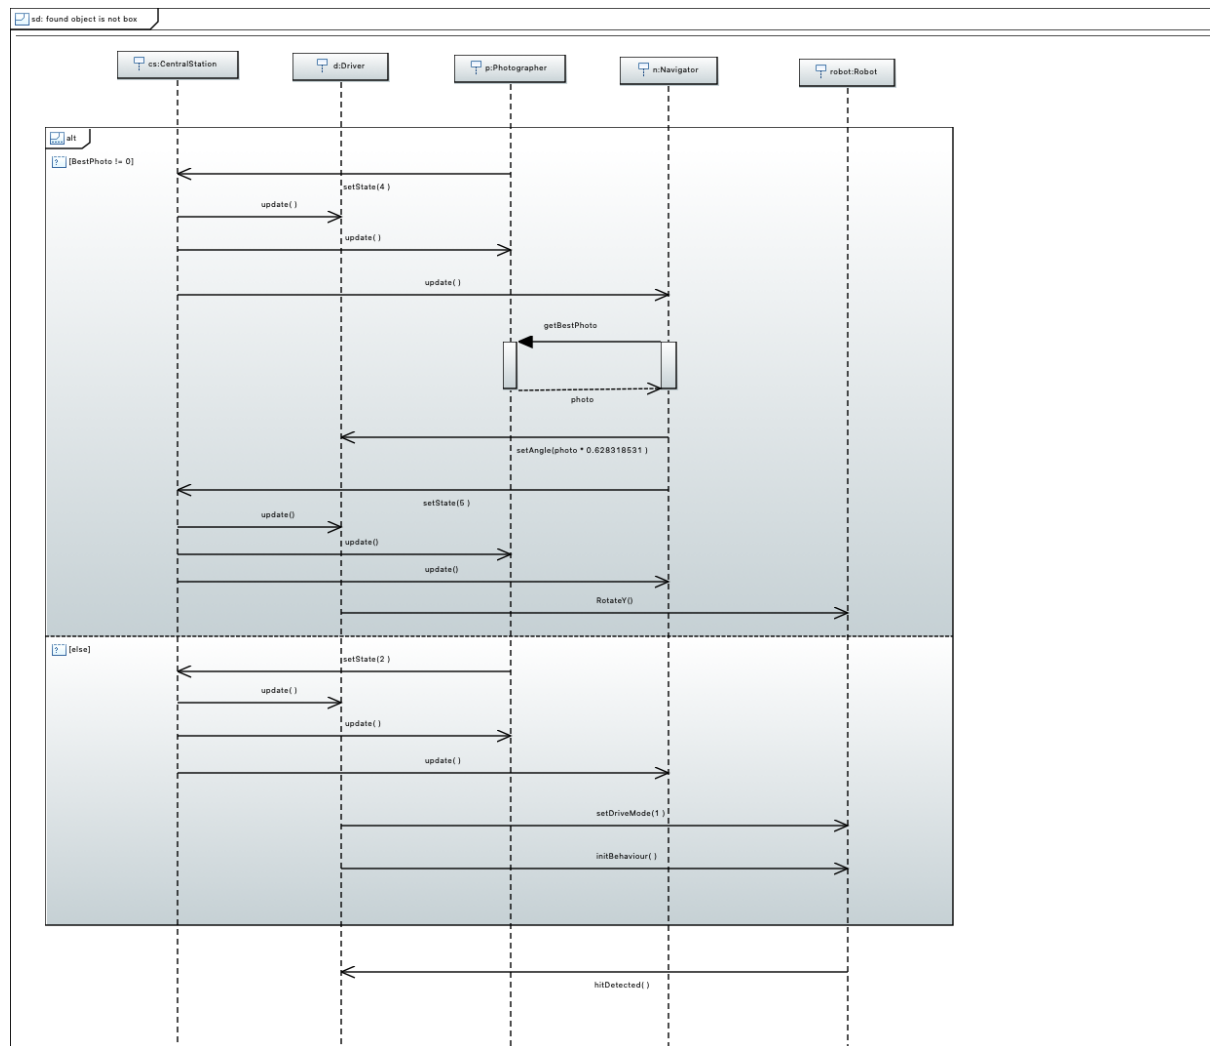 sd: found object is not box
cs:CentralStation
d:Driver
p:Photographer
n:Navigator
robot:Robot
alt
[BestPhoto != 0]
setState(4 )
update( )
update( )
update( )
getBestPhoto
photo
setAngle(photo * 0.628318531 )
setState(5 )
update()
update()
update()
RotateY()
[else]
setState(2 )
update( )
update( )
update( )
setDriveMode(1 )
initBehaviour( )
hitDetected( )